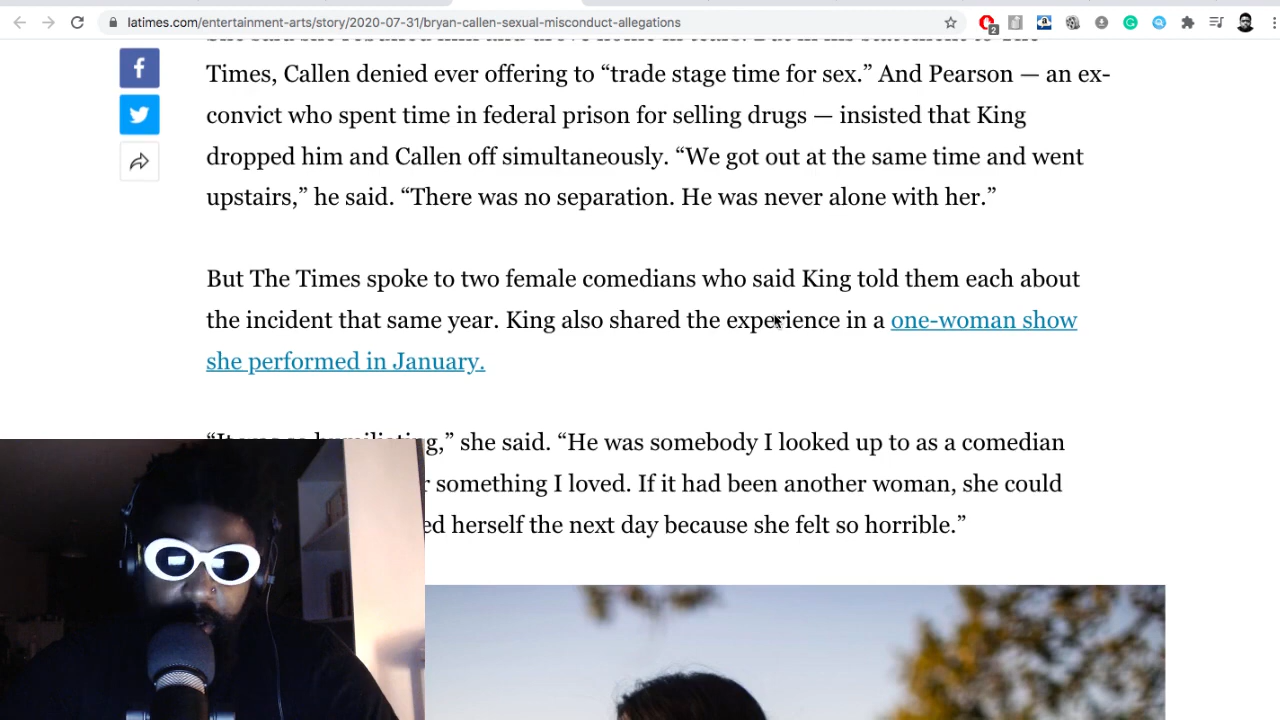 latimes.com/entertainment-arts/story/2020-07-31/bryan-callen-sexual-misconduct-allegations
2
Times, Callen denied ever offering to “trade stage time for sex.” And Pearson — an ex-
convict who spent time in federal prison for selling drugs — insisted that King
dropped him and Callen off simultaneously. “We got out at the same time and went
upstairs,” he said. “There was no separation. He was never alone with her.”
But The Times spoke to two female comedians who said King told them each about
the incident that same year. King also shared the experience in a one-woman show
she performed in January.
she said. “He was somebody I looked up to as a comedian
something I loved. If it had been another woman, she could
herself the next day because she felt so horrible.”